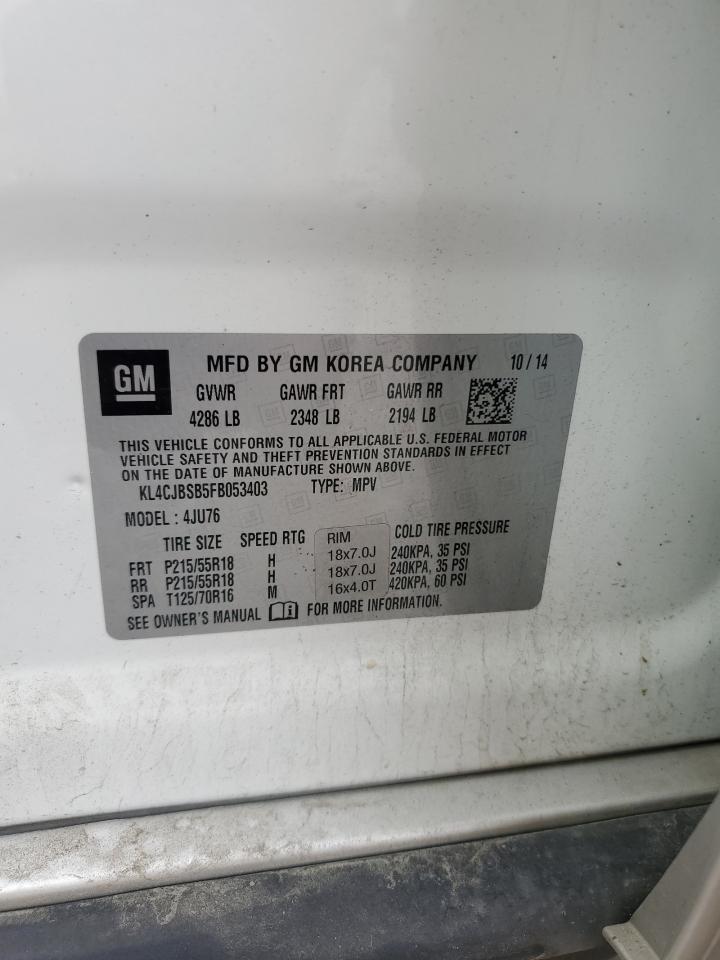 GM MFD BY GM KOREA COMPANY 10 / 14
GVWR GAWR FRT GAWR RR
4286 LB 2348 LB 2194 LB
THIS VEHICLE CONFORMS TO ALL APPLICABLE U.S. FEDERAL MOTOR
VEHICLE SAFETY AND THEFT PREVENTION STANDARDS IN EFFECT
ON THE DATE OF MANUFACTURE SHOWN ABOVE.
KL4CJBSB5FB053403 TYPE: MPV
MODEL : 4JU76
TIRE SIZE SPEED RTG RIM COLD TIRE PRESSURE
FRT P215/55R18 H 18x7.0J 240KPA, 35 PSI
RR P215/55R18 H 18x7.0J 240KPA, 35 PSI
SPA T125/70R16 M 16x4.0T 420KPA, 60 PSI
SEE OWNER'S MANUAL FOR MORE INFORMATION.